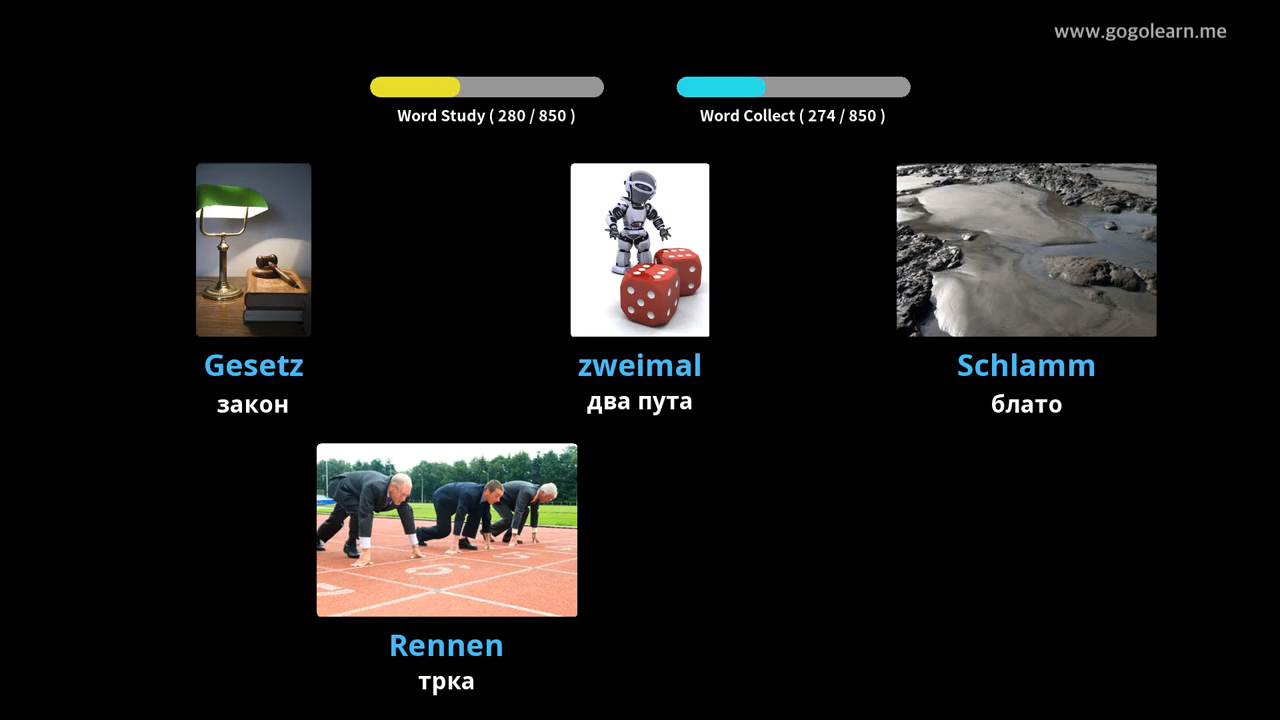 www.gogolearn.me
Word Study ( 280 / 850 )
Word Collect ( 274 / 850 )
Gesetz
закон
zweimal
два пута
Schlamm
блато
Rennen
трка